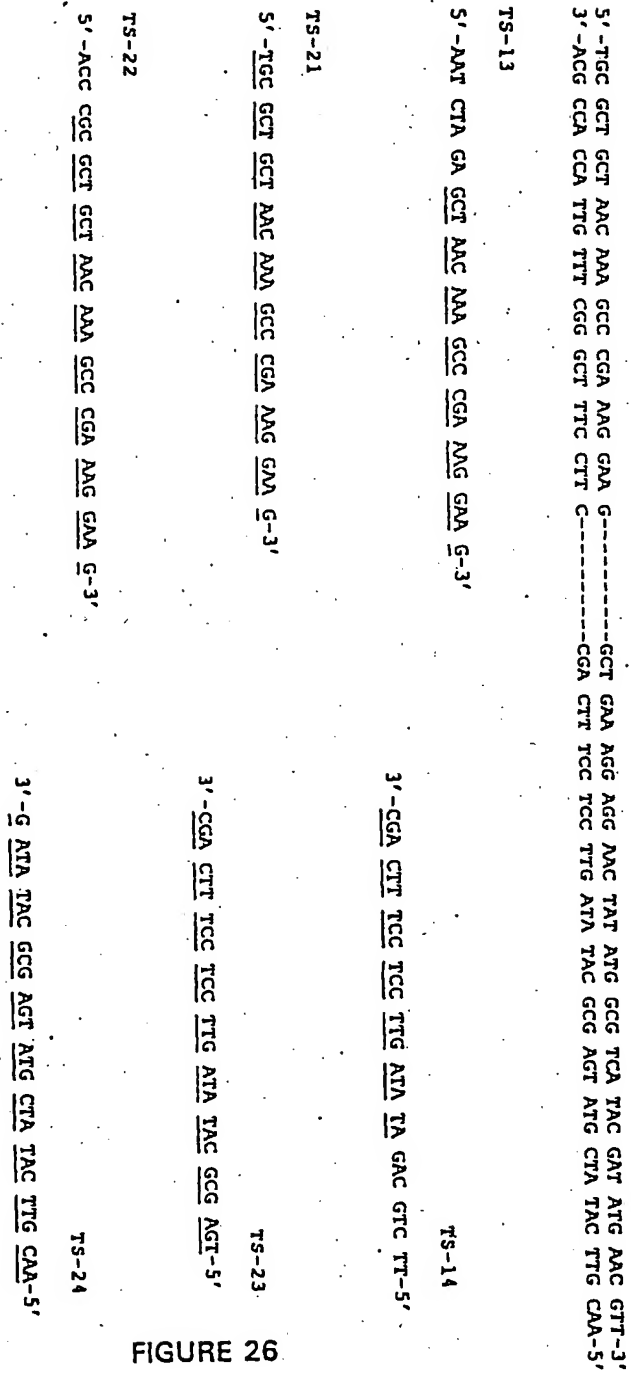 5'-TGC GCT GCT AAC AAA GCC CGA AAG GAA G----------GCT GAA AGG AGG AAC TAT ATG GCG TCA TAC GAT ATG AAC GTT-3'
3'-ACG CCA CCA TTG TTT CGG GCT TTC CTT C----------CGA CTT TCC TCC TTG ATA TAC GCG AGT ATG CTA TAC TTG CAA-5'
TS-13
5'-AAT CTA GA GCT AAC AAA GCC CGA AAG GAA G-3'
TS-14
3'-CGA CTT TCC TCC TTG ATA TA GAC GTC TT-5'
TS-21
5'-TGC GCT GCT AAC AAA GCC CGA AAG GAA G-3'
TS-23
3'-CGA CTT TCC TCC TTG ATA TAC GCG AGT-5'
TS-22
5'-ACC CGC GCT GCT AAC AAA GCC CGA AAG GAA G-3'
TS-24
3'-G ATA TAC GCG AGT ATG CTA TAC TTG CAA-5'
FIGURE 26